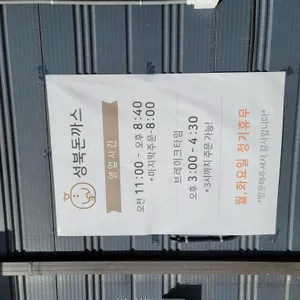 성북돈까스
영업시간
오전 11:00 - 오후 8:40
*마지막주문-8:00
브레이크타임
오후 3:00 - 4:30
*3시까지 주문 가능!
월,화요일 정기휴무